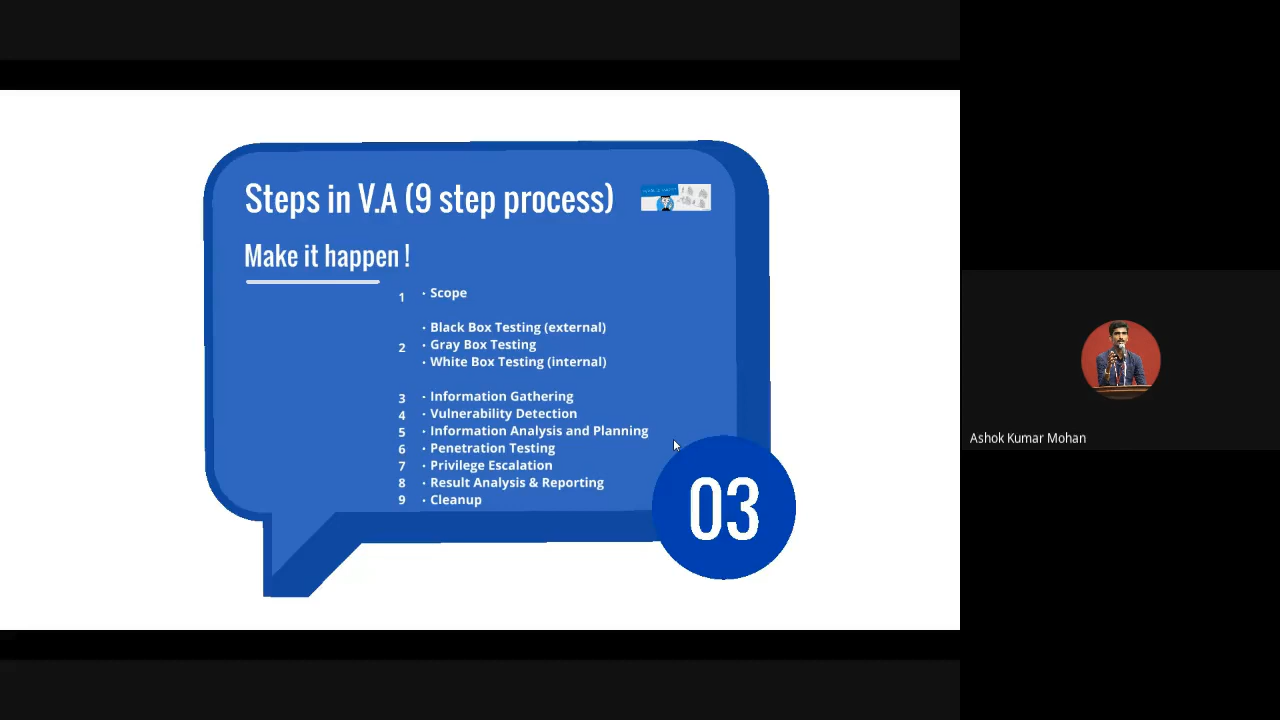 Steps in V.A (9 step process)
Make it happen !
1 · Scope
· Black Box Testing (external)
2 · Gray Box Testing
· White Box Testing (internal)
3 · Information Gathering
4 · Vulnerability Detection
5 · Information Analysis and Planning
6 · Penetration Testing
7 · Privilege Escalation
8 · Result Analysis & Reporting
9 · Cleanup
03
Ashok Kumar Mohan